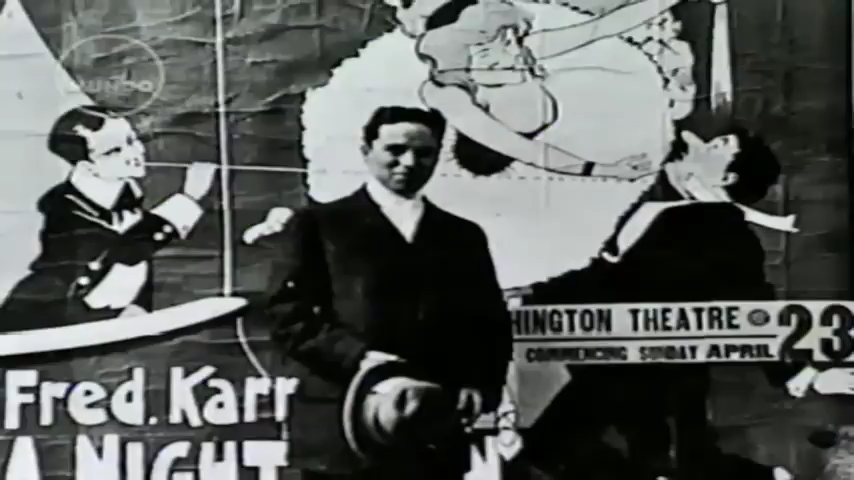 HINGTON THEATRE 23
COMMENCING SUNDAY APRIL
Fred. Karr
A NIGHT